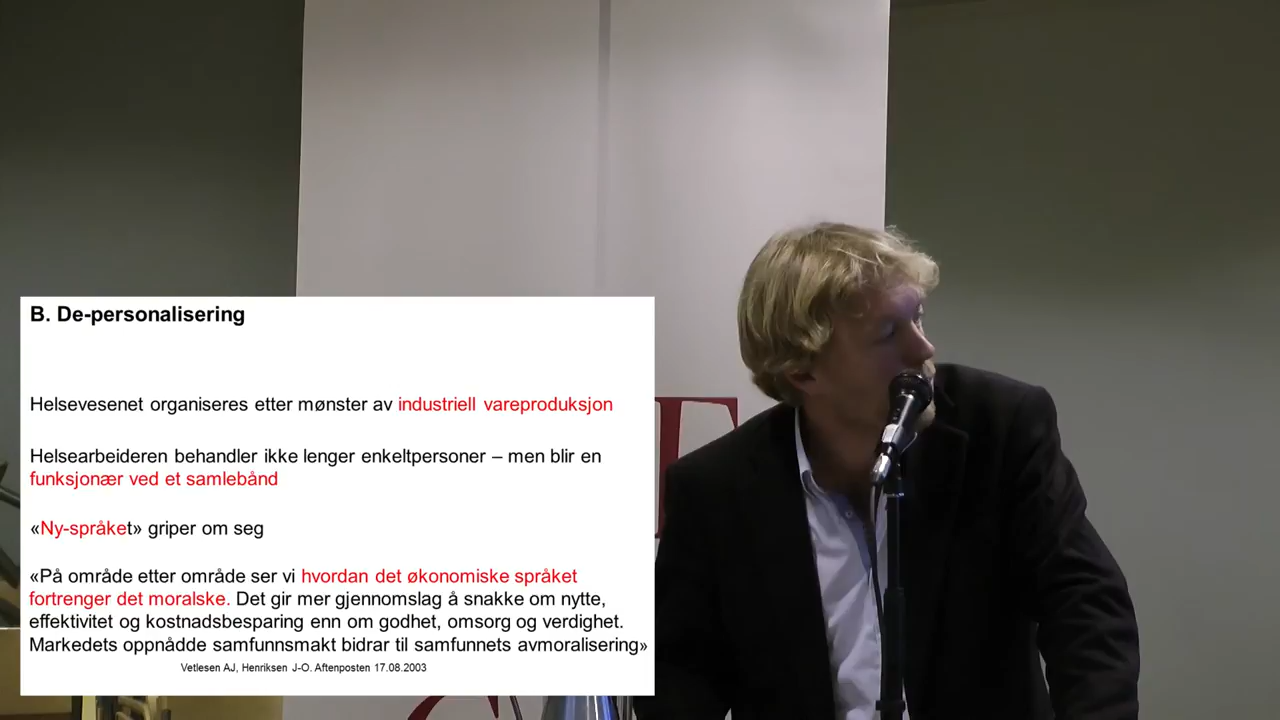 B. De-personalisering
Helsevesenet organiseres etter mønster av industriell vareproduksjon
Helsearbeideren behandler ikke lenger enkeltpersoner – men blir en
funksjonær ved et samlebånd
«Ny-språket» griper om seg
«På område etter område ser vi hvordan det økonomiske språket
fortrenger det moralske. Det gir mer gjennomslag å snakke om nytte,
effektivitet og kostnadsbesparing enn om godhet, omsorg og verdighet.
Markedets oppnådde samfunnsmakt bidrar til samfunnets avmoralisering»
Vetlesen AJ, Henriksen J-O. Aftenposten 17.08.2003